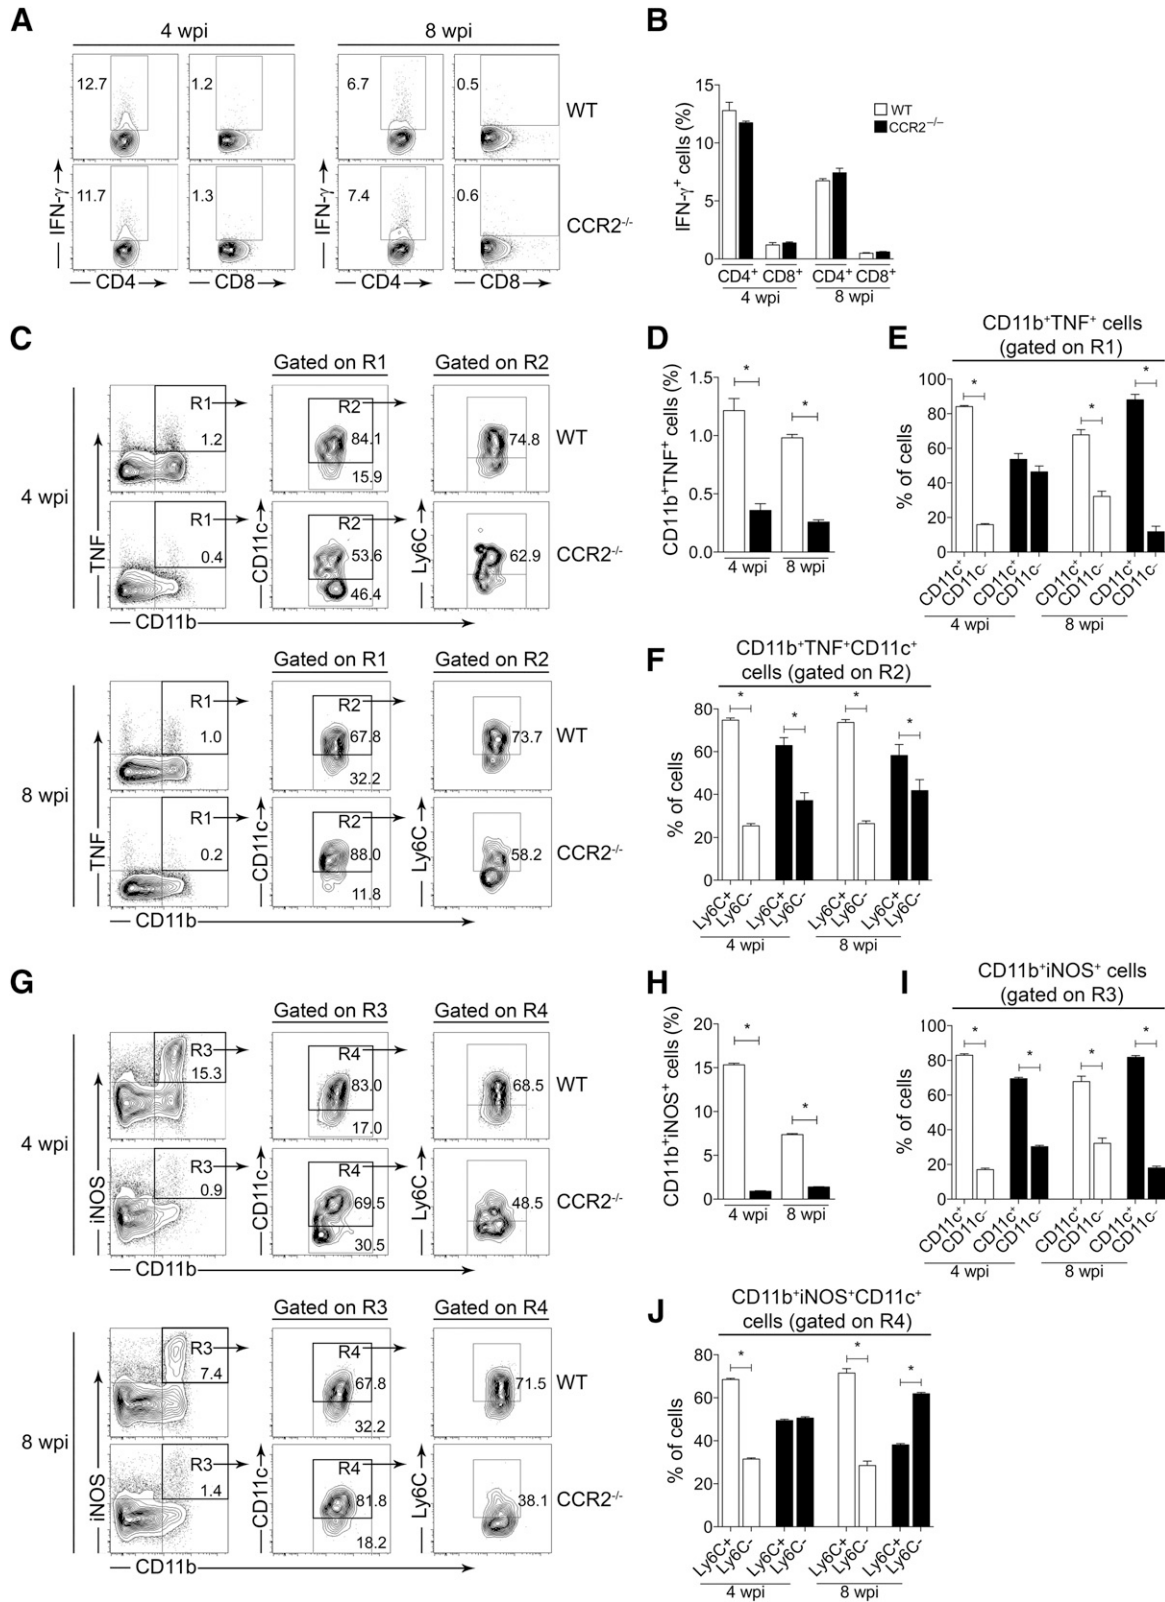 A
4 wpi
8 wpi
12.7
1.2
6.7
0.5
WT
11.7
1.3
7.4
0.6
CCR2-/-
IFN-γ
IFN-γ
CD4
CD8
CD4
CD8
B
IFN-γ+ cells (%)
15
10
5
0
WT
CCR2-/-
CD4+
CD8+
CD4+
CD8+
4 wpi
8 wpi
C
Gated on R1
Gated on R2
4 wpi
R1
1.2
R2
84.1
15.9
74.8
WT
R1
0.4
R2
53.6
46.4
62.9
CCR2-/-
TNF
CD11c
Ly6C
CD11b
Gated on R1
Gated on R2
8 wpi
R1
1.0
R2
67.8
32.2
73.7
WT
R1
0.2
R2
88.0
11.8
58.2
CCR2-/-
TNF
CD11c
Ly6C
CD11b
D
CD11b+TNF+ cells (%)
1.5
1.0
0.5
0.0
*
*
4 wpi
8 wpi
E
CD11b+TNF+ cells
(gated on R1)
% of cells
100
80
60
40
20
0
*
*
*
CD11c+
CD11c-
CD11c+
CD11c-
CD11c+
CD11c-
CD11c+
CD11c-
4 wpi
8 wpi
F
CD11b+TNF+CD11c+
cells (gated on R2)
% of cells
80
60
40
20
0
*
*
*
*
Ly6C+
Ly6C-
Ly6C+
Ly6C-
Ly6C+
Ly6C-
Ly6C+
Ly6C-
4 wpi
8 wpi
G
Gated on R3
Gated on R4
4 wpi
R3
15.3
R4
83.0
17.0
68.5
WT
R3
0.9
R4
69.5
30.5
48.5
CCR2-/-
iNOS
CD11c
Ly6C
CD11b
Gated on R3
Gated on R4
8 wpi
R3
7.4
R4
67.8
32.2
71.5
WT
R3
1.4
R4
81.8
18.2
38.1
CCR2-/-
iNOS
CD11c
Ly6C
CD11b
H
CD11b+iNOS+ cells (%)
20
15
10
5
0
*
*
4 wpi
8 wpi
I
CD11b+iNOS+ cells
(gated on R3)
% of cells
100
80
60
40
20
0
*
*
*
*
CD11c+
CD11c-
CD11c+
CD11c-
CD11c+
CD11c-
CD11c+
CD11c-
4 wpi
8 wpi
J
CD11b+iNOS+CD11c+
cells (gated on R4)
% of cells
80
60
40
20
0
*
*
*
Ly6C+
Ly6C-
Ly6C+
Ly6C-
Ly6C+
Ly6C-
Ly6C+
Ly6C-
4 wpi
8 wpi